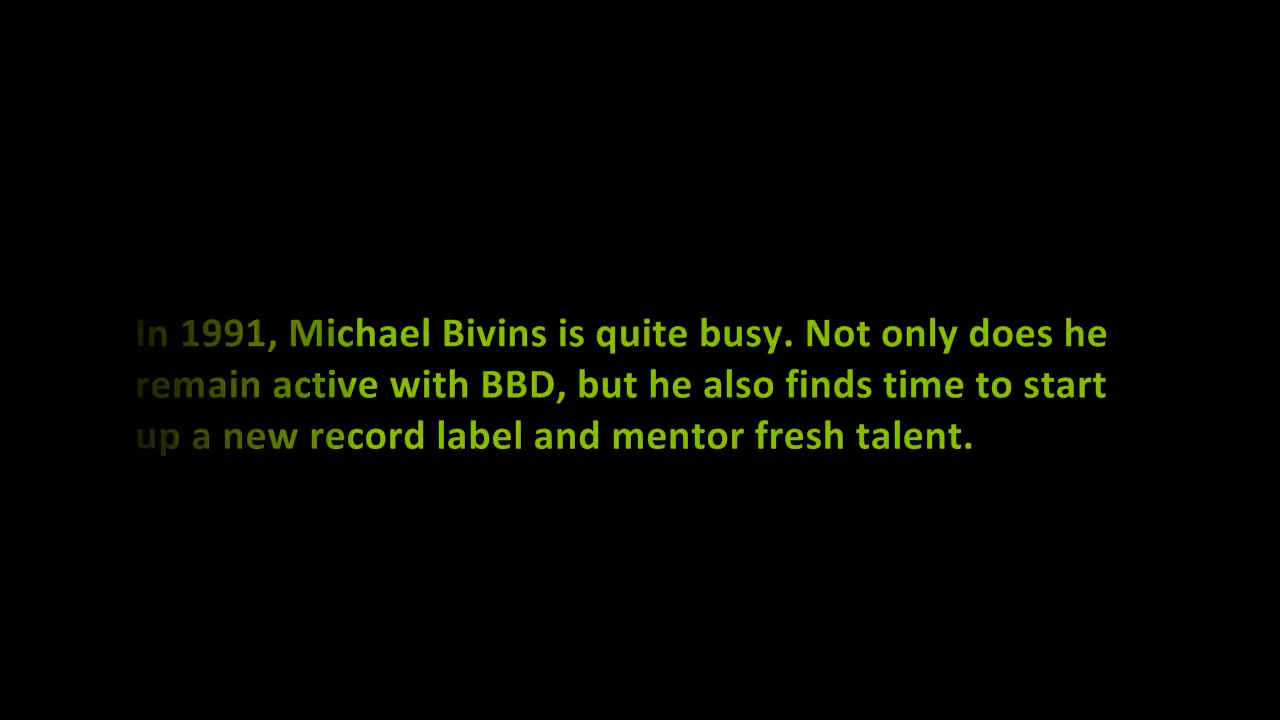 In 1991, Michael Bivins is quite busy. Not only does he
remain active with BBD, but he also finds time to start
up a new record label and mentor fresh talent.